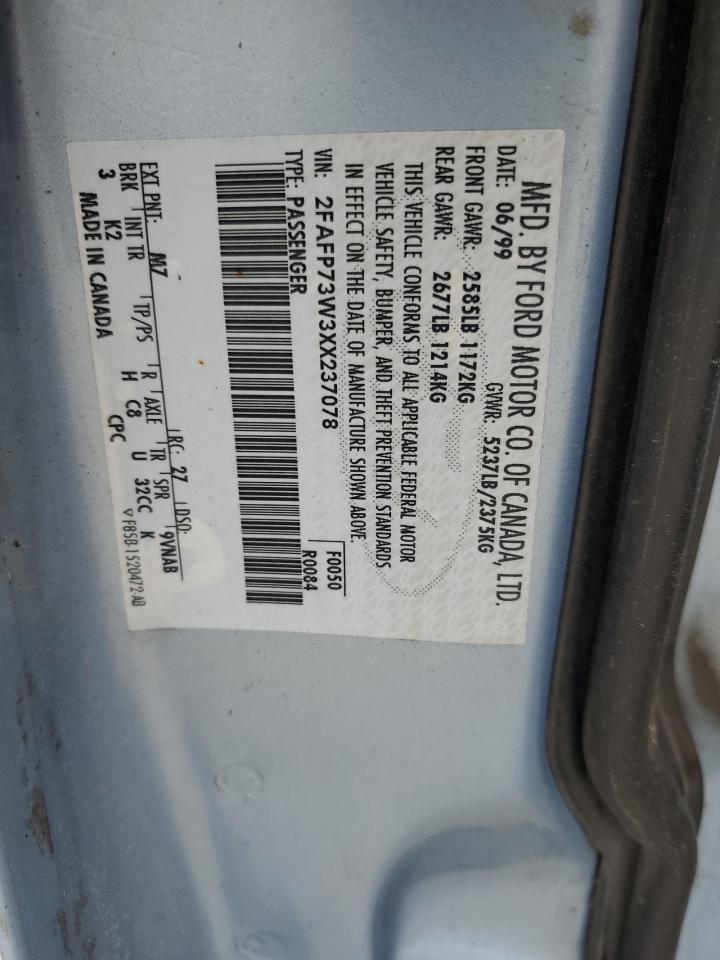 MFD. BY FORD MOTOR CO. OF CANADA, LTD.
DATE: 06/99 GVWR: 5237LB/2375KG
FRONT GAWR: 2585LB 1172KG
REAR GAWR: 2677LB 1214KG
THIS VEHICLE CONFORMS TO ALL APPLICABLE FEDERAL MOTOR
VEHICLE SAFETY, BUMPER, AND THEFT PREVENTION STANDARDS
IN EFFECT ON THE DATE OF MANUFACTURE SHOWN ABOVE.
VIN: 2FAFP73W3XX237078 F0050
TYPE: PASSENGER R0084
EXT PNT: M7 RC: 27 DSO: 9VNAB
BRK INT TR TP/PS R AXLE TR SPR
3 K2 H C8 U 32CC K
MADE IN CANADA CPC ▽F85B-1520472-AB